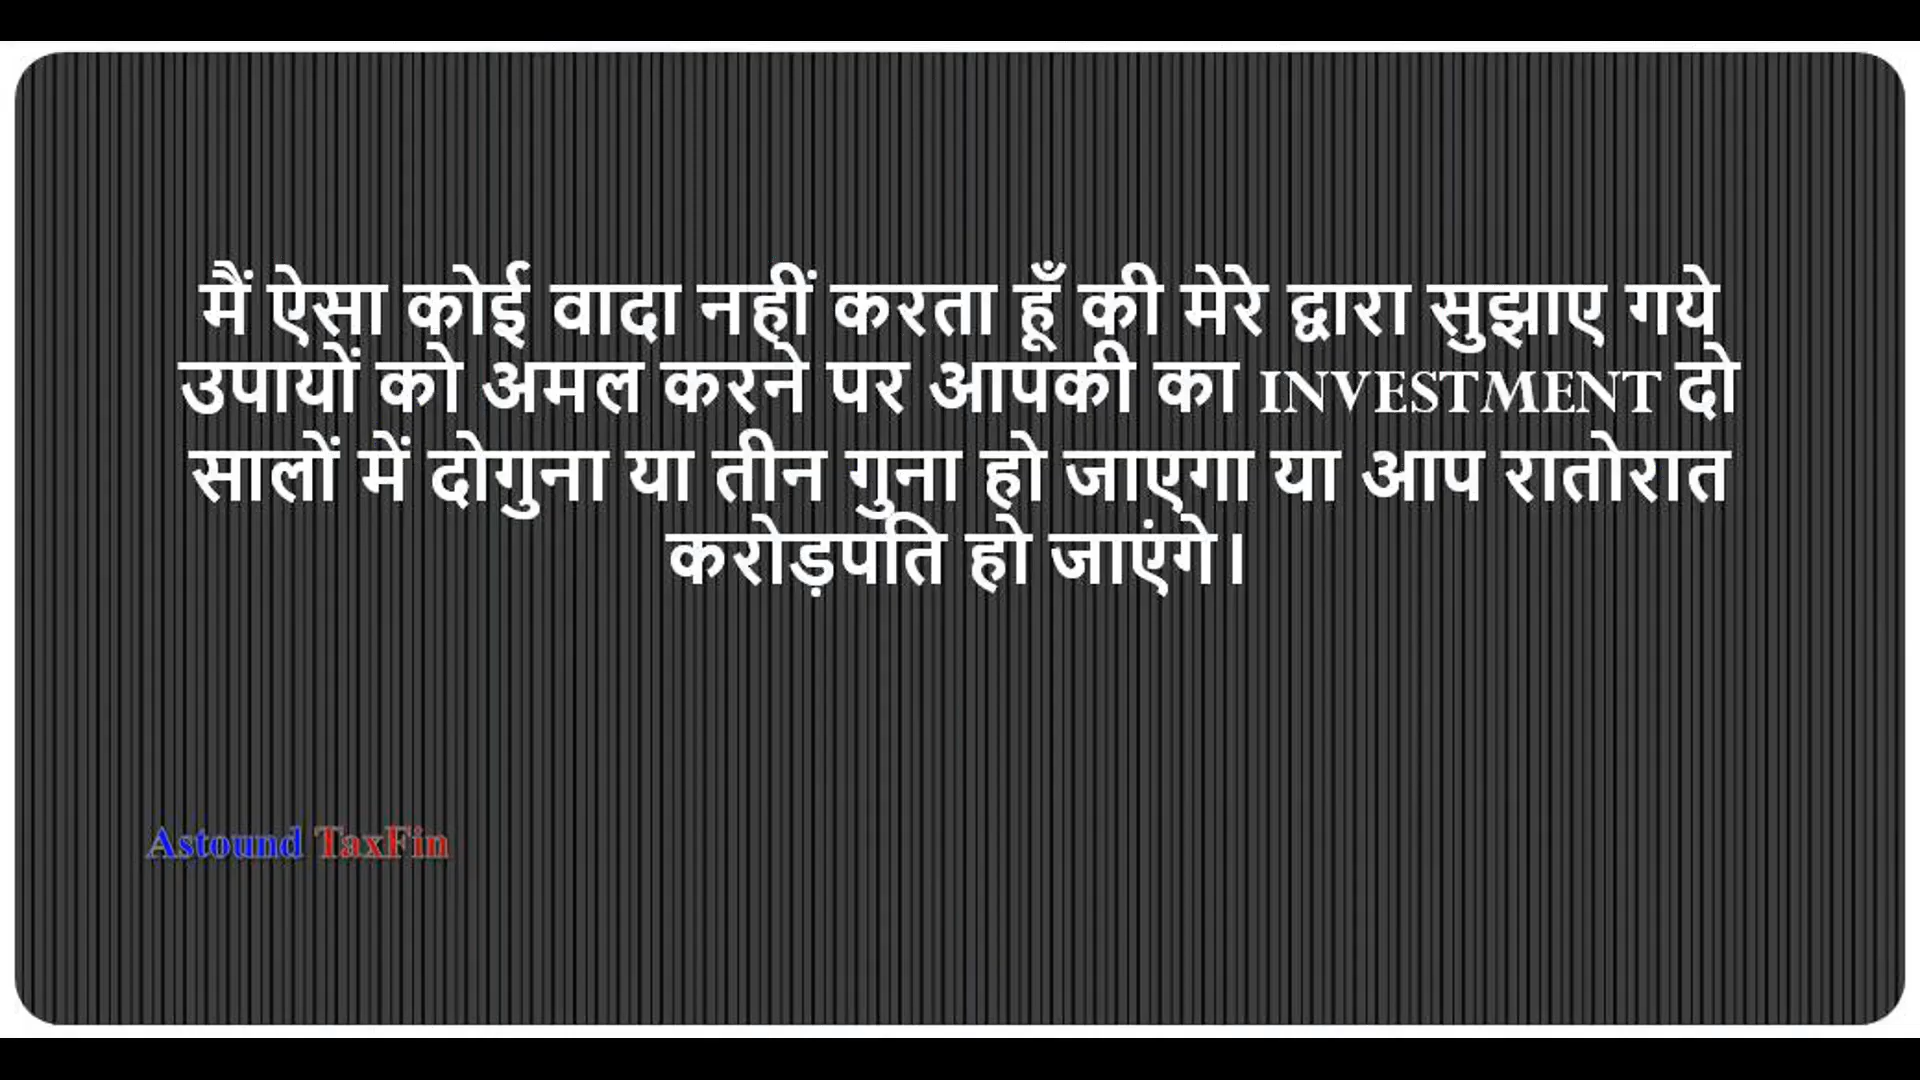 मैं ऐसा कोई वादा नहीं करता हूँ की मेरे द्वारा सुझाए गये
उपायों को अमल करने पर आपकी का INVESTMENT दो
सालों में दोगुना या तीन गुना हो जाएगा या आप रातोरात
करोड़पति हो जाएंगे।
Astound TaxFin